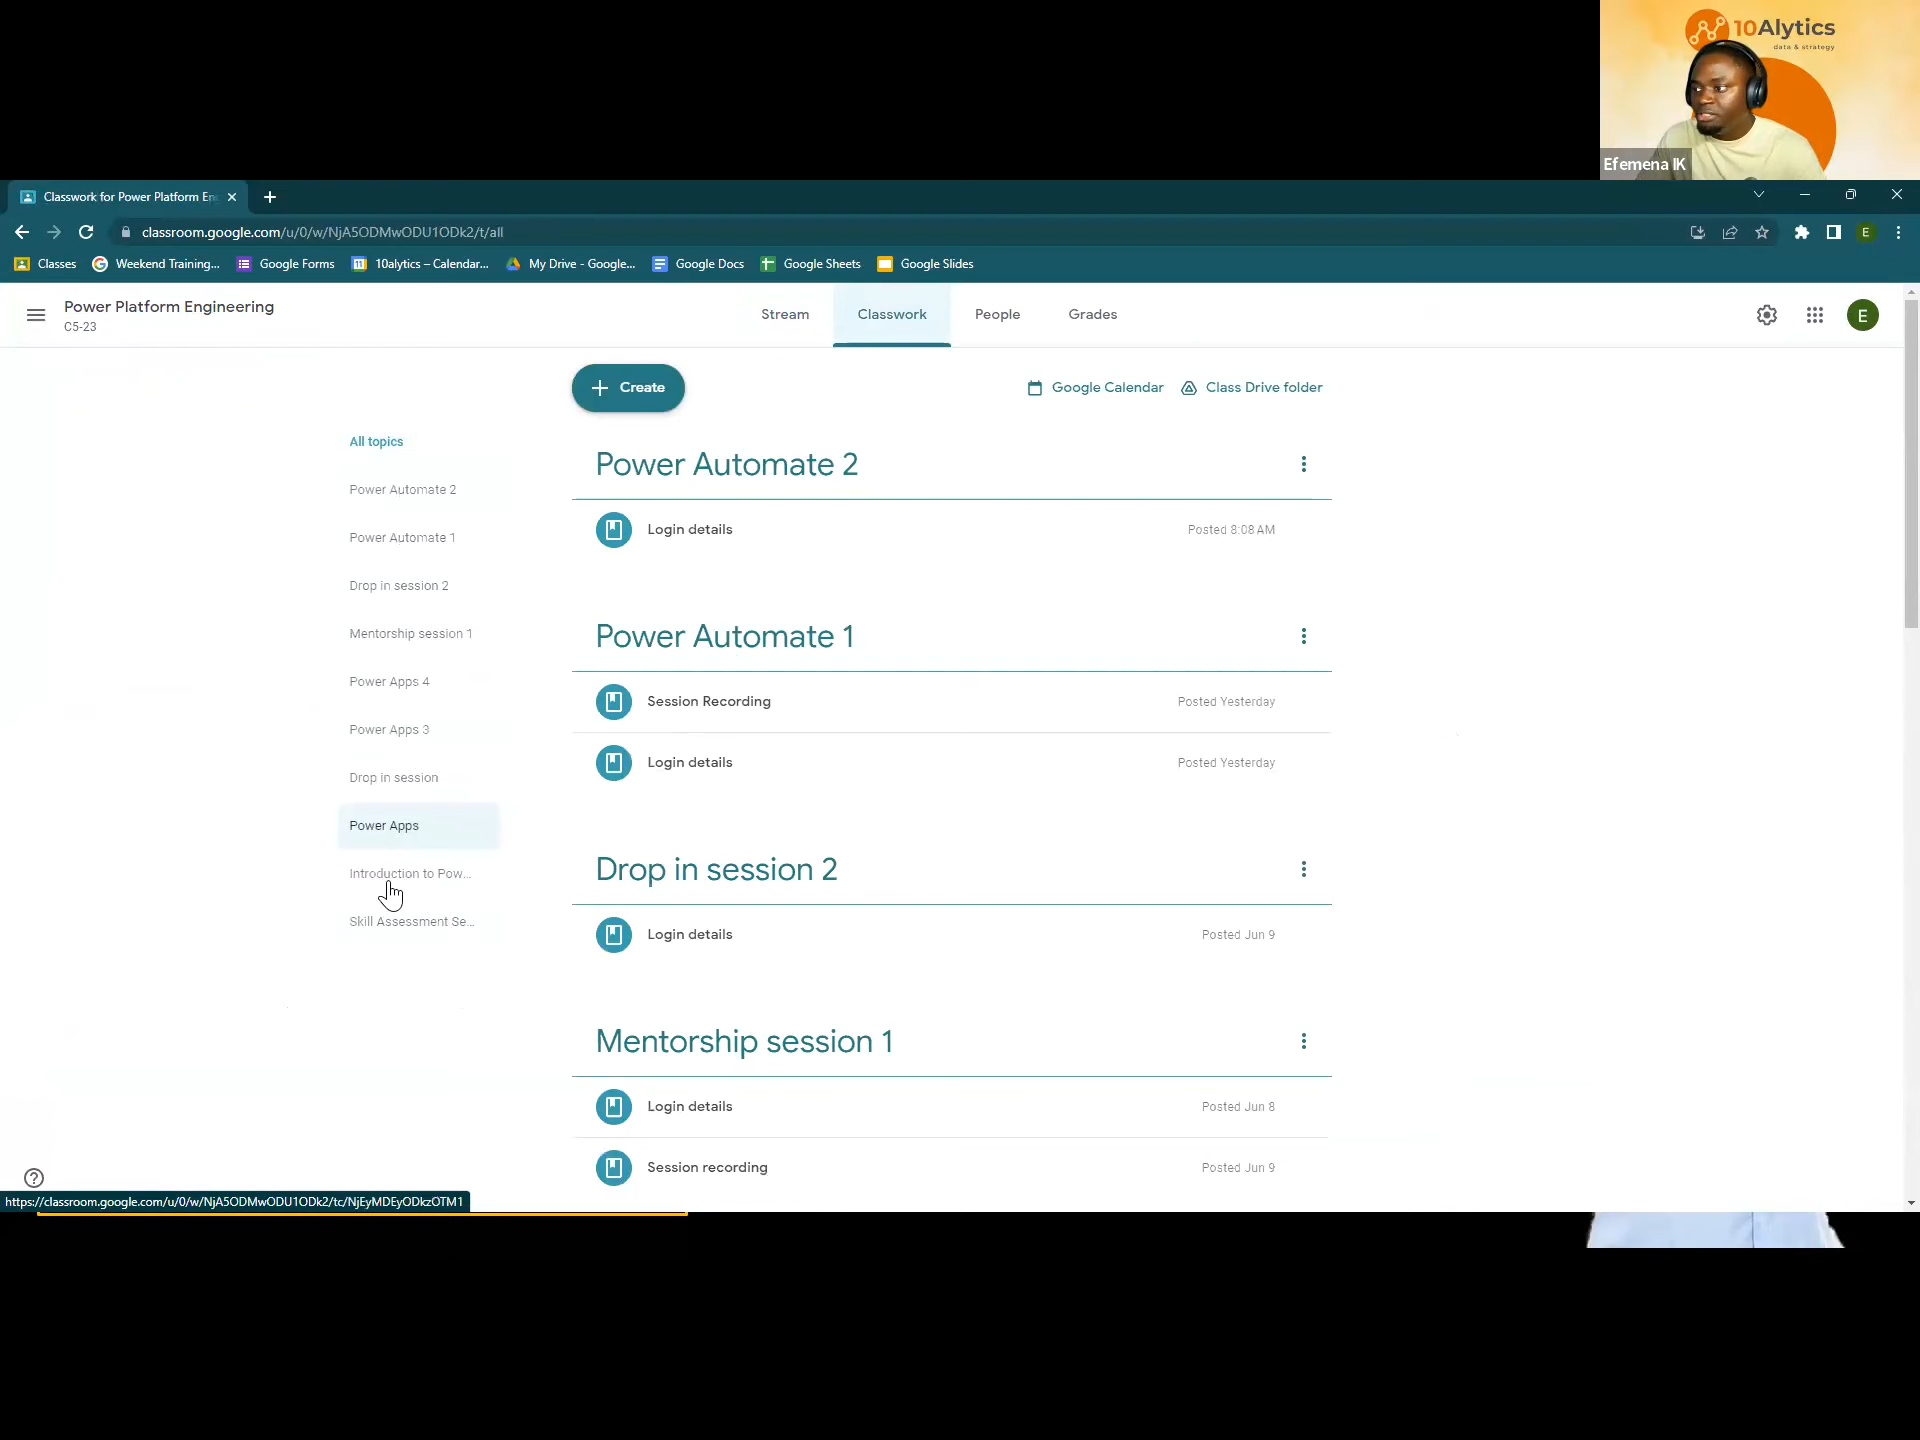 10Alytics
data & strategy
Efemena IK
Classwork for Power Platform En
classroom.google.com/u/0/w/NjA5ODMwODU1ODk2/t/all
E
Classes
Weekend Training...
Google Forms
10alytics – Calendar...
My Drive - Google...
Google Docs
Google Sheets
Google Slides
Power Platform Engineering
C5-23
Stream
Classwork
People
Grades
E
Create
Google Calendar
Class Drive folder
All topics
Power Automate 2
Power Automate 1
Drop in session 2
Mentorship session 1
Power Apps 4
Power Apps 3
Drop in session
Power Apps
Introduction to Pow...
Skill Assessment Se...
Power Automate 2
Login details
Posted 8:08 AM
Power Automate 1
Session Recording
Posted Yesterday
Login details
Posted Yesterday
Drop in session 2
Login details
Posted Jun 9
Mentorship session 1
Login details
Posted Jun 8
Session recording
Posted Jun 9
https://classroom.google.com/u/0/w/NjA5ODMwODU1ODk2/tc/NjEyMDEyODkzOTM1